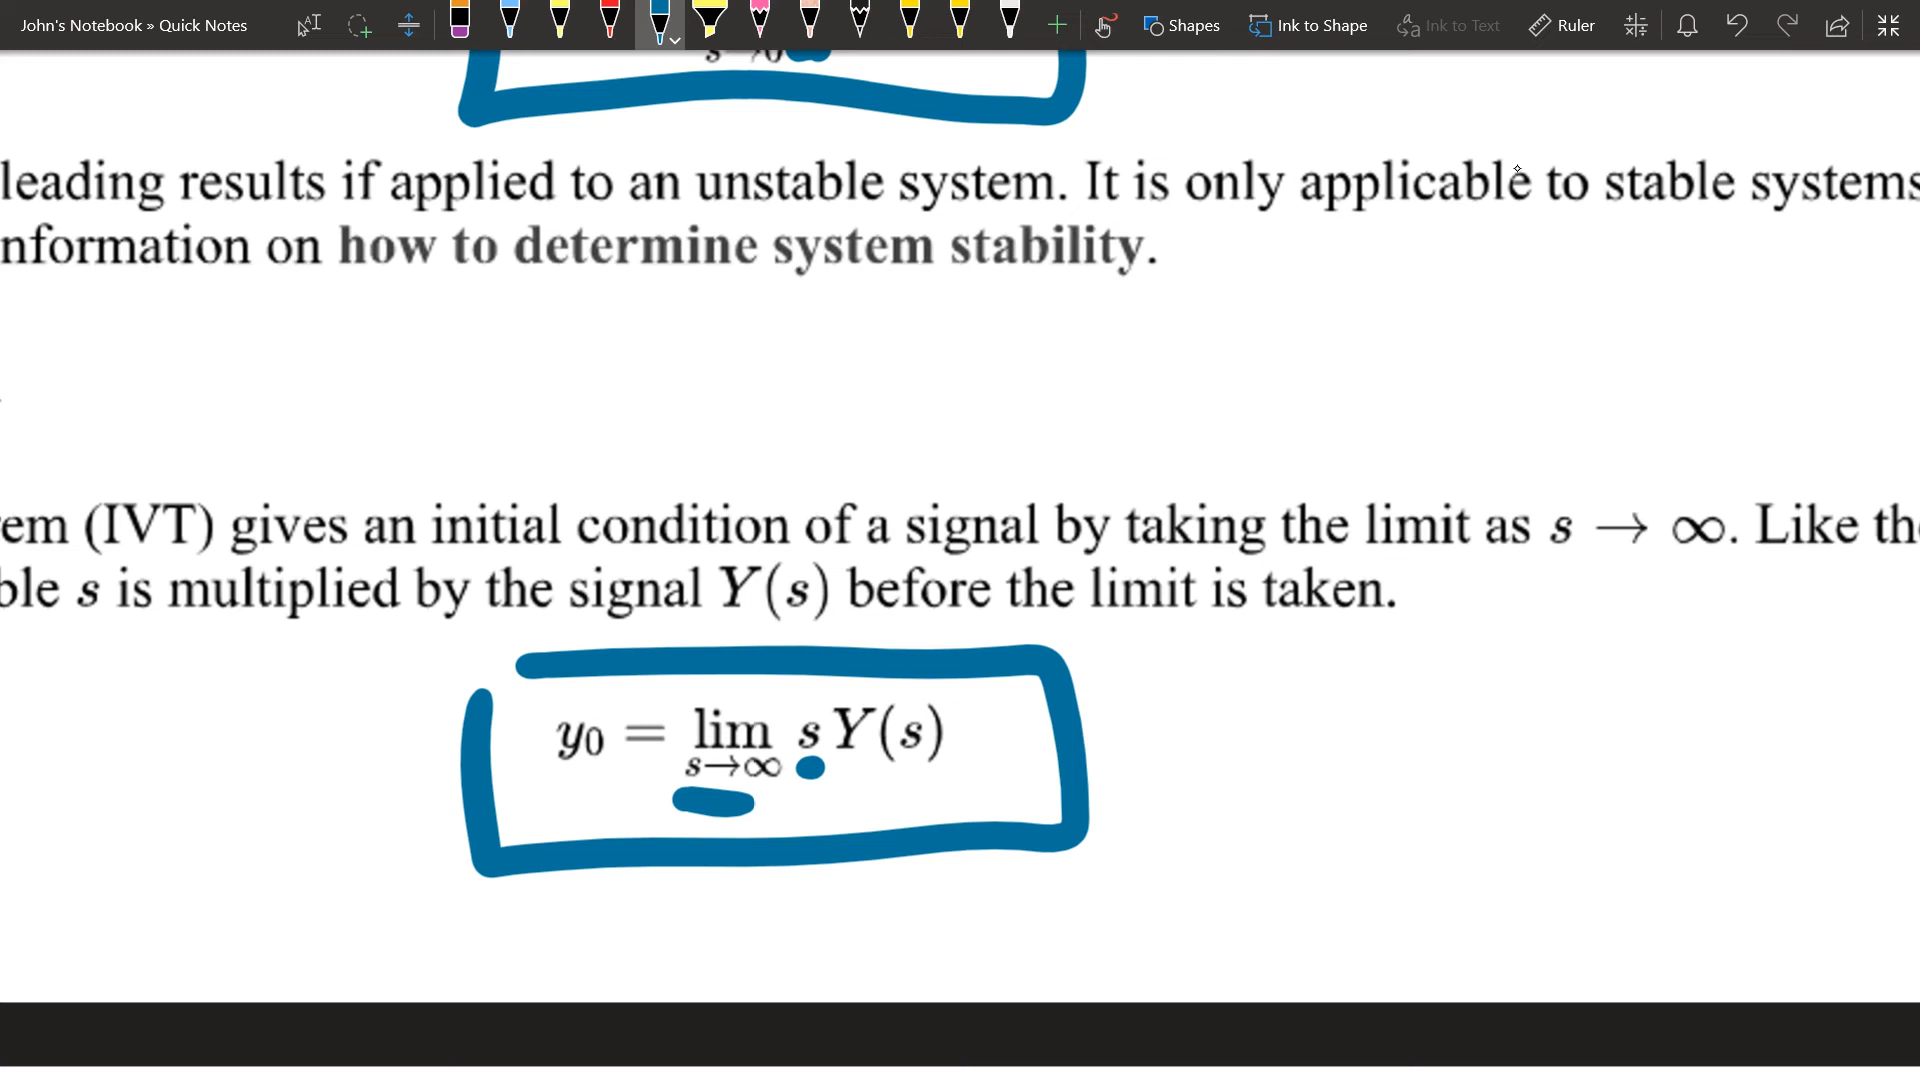 John's Notebook » Quick Notes
Shapes
Ink to Shape
Ink to Text
Ruler
s→0
leading results if applied to an unstable system. It is only applicable to stable systems
nformation on how to determine system stability.
em (IVT) gives an initial condition of a signal by taking the limit as s → ∞. Like th
ble s is multiplied by the signal Y(s) before the limit is taken.
y₀ = lim s Y(s)
s→∞